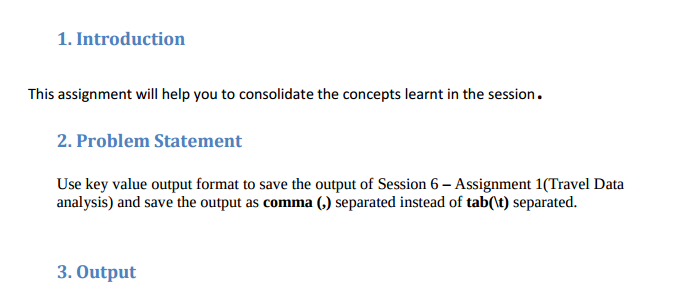 1. Introduction
This assignment will help you to consolidate the concepts learnt in the session.
2. Problem Statement
Use key value output format to save the output of Session 6 – Assignment 1(Travel Data
analysis) and save the output as comma (,) separated instead of tab(\t) separated.
3. Output